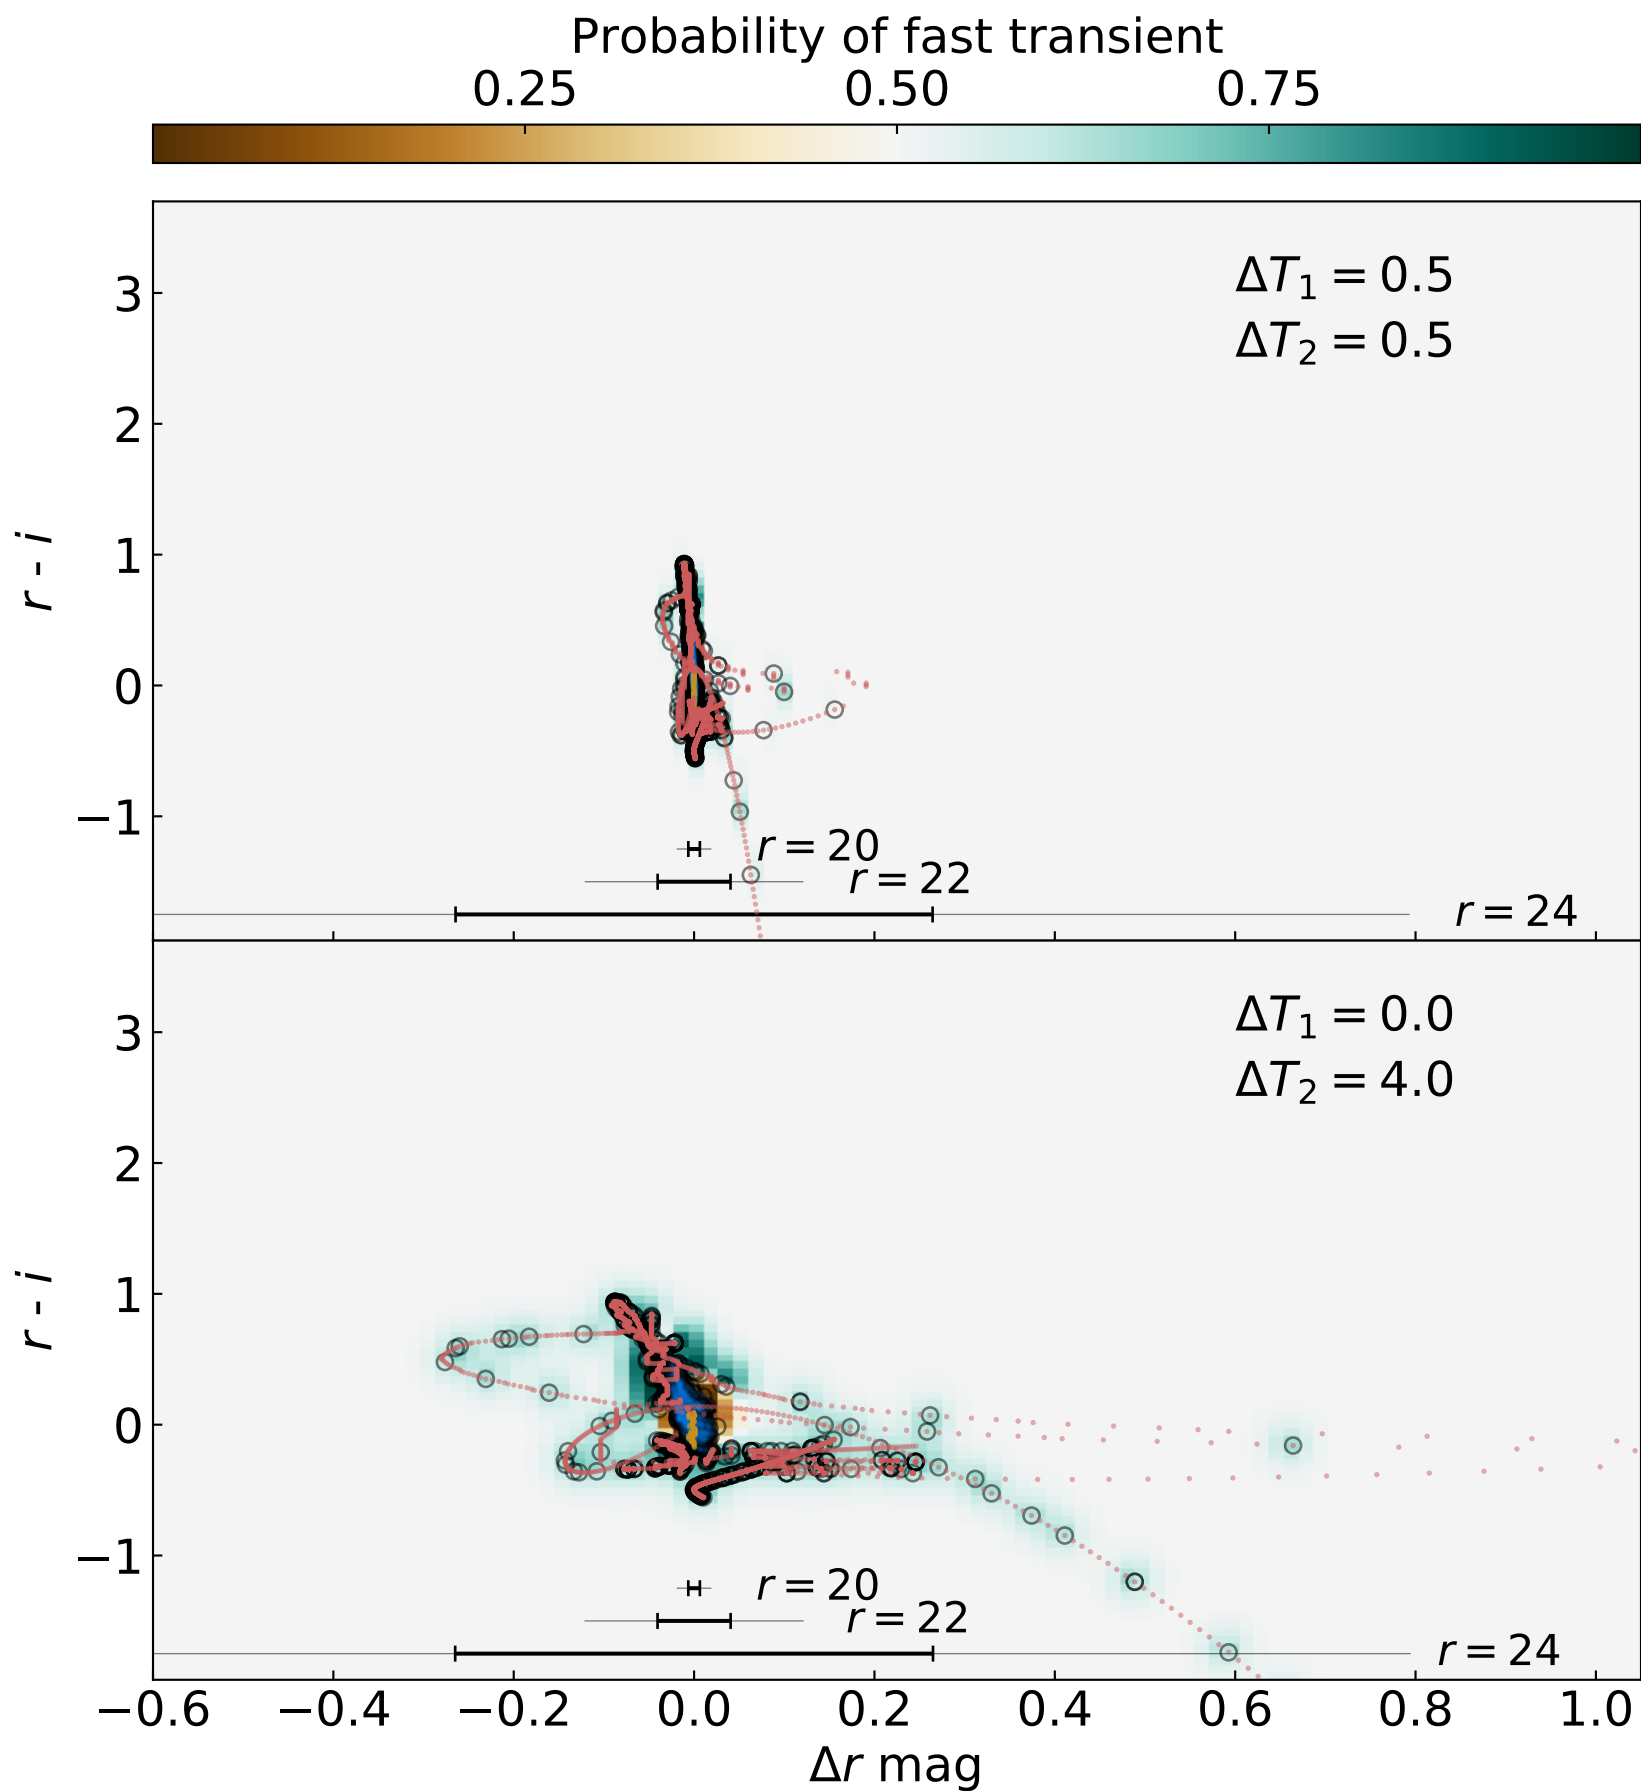 Probability of fast transient
0.25 0.50 0.75
ΔT₁ = 0.5
ΔT₂ = 0.5
3
2
1
0
−1
r - i
r = 20
r = 22
r = 24
ΔT₁ = 0.0
ΔT₂ = 4.0
3
2
1
0
−1
r - i
r = 20
r = 22
r = 24
−0.6 −0.4 −0.2 0.0 0.2 0.4 0.6 0.8 1.0
Δr mag